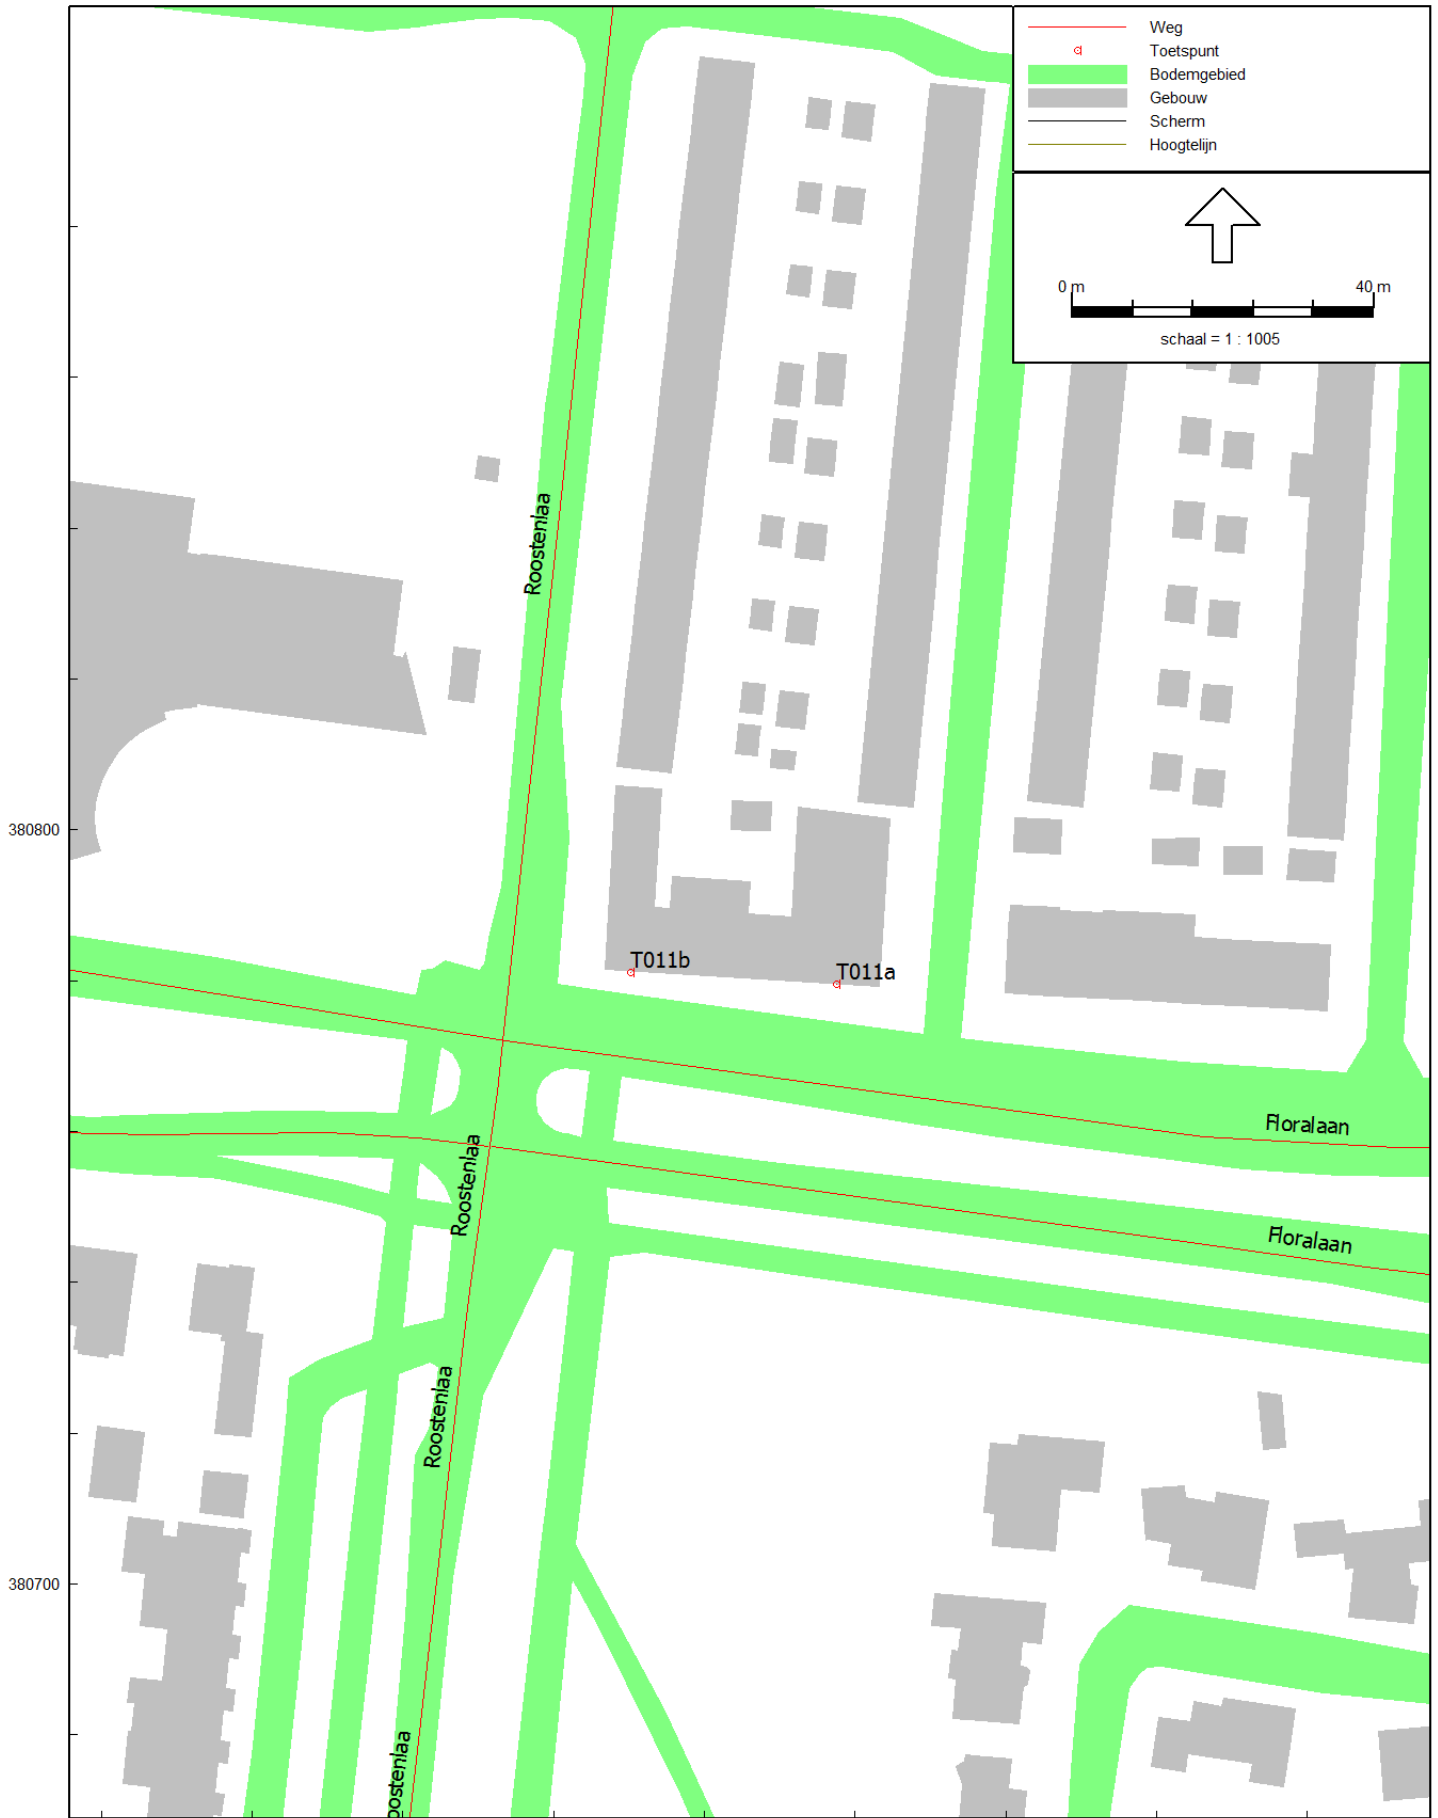 Weg
Toetspunt
Bodemgebied
Gebouw
Scherm
Hoogtelijn
0 m 40 m
schaal = 1 : 1005
Roostenlaa
380800
T011b
T011a
Floralaan
Roostenlaa
Floralaan
Roostenlaa
380700
oostenlaa